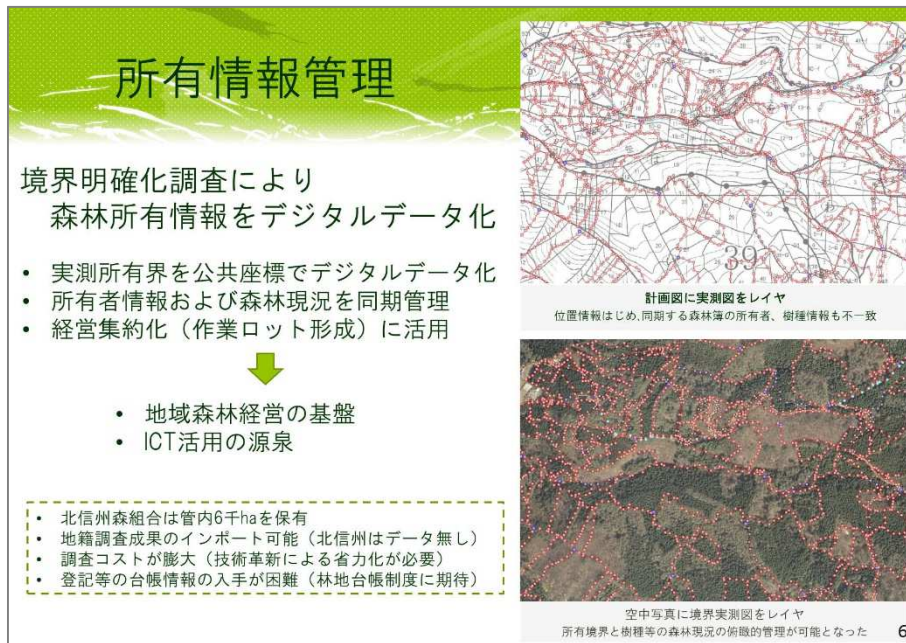 所有情報管理
境界明確化調査により
森林所有情報をデジタルデータ化
• 実測所有界を公共座標でデジタルデータ化
• 所有者情報および森林現況を同期管理
• 経営集約化（作業ロット形成）に活用
• 地域森林経営の基盤
• ICT活用の源泉
• 北信州森組合は管内6千haを保有
• 地籍調査成果のインポート可能（北信州はデータ無し）
• 調査コストが膨大（技術革新による省力化が必要）
• 登記等の台帳情報の入手が困難（林地台帳制度に期待）
39
計画図に実測図をレイヤ
位置情報はじめ、同期する森林簿の所有者、樹種情報も不一致
空中写真に境界実測図をレイヤ
所有境界と樹種等の森林現況の俯瞰的管理が可能となった
6